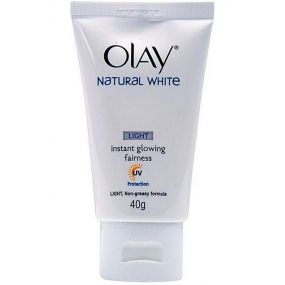 OLAY®
NATURAL WHITE
LIGHT
instant glowing
fairness
UV
Protection
LIGHT, Non-greasy formula
40g